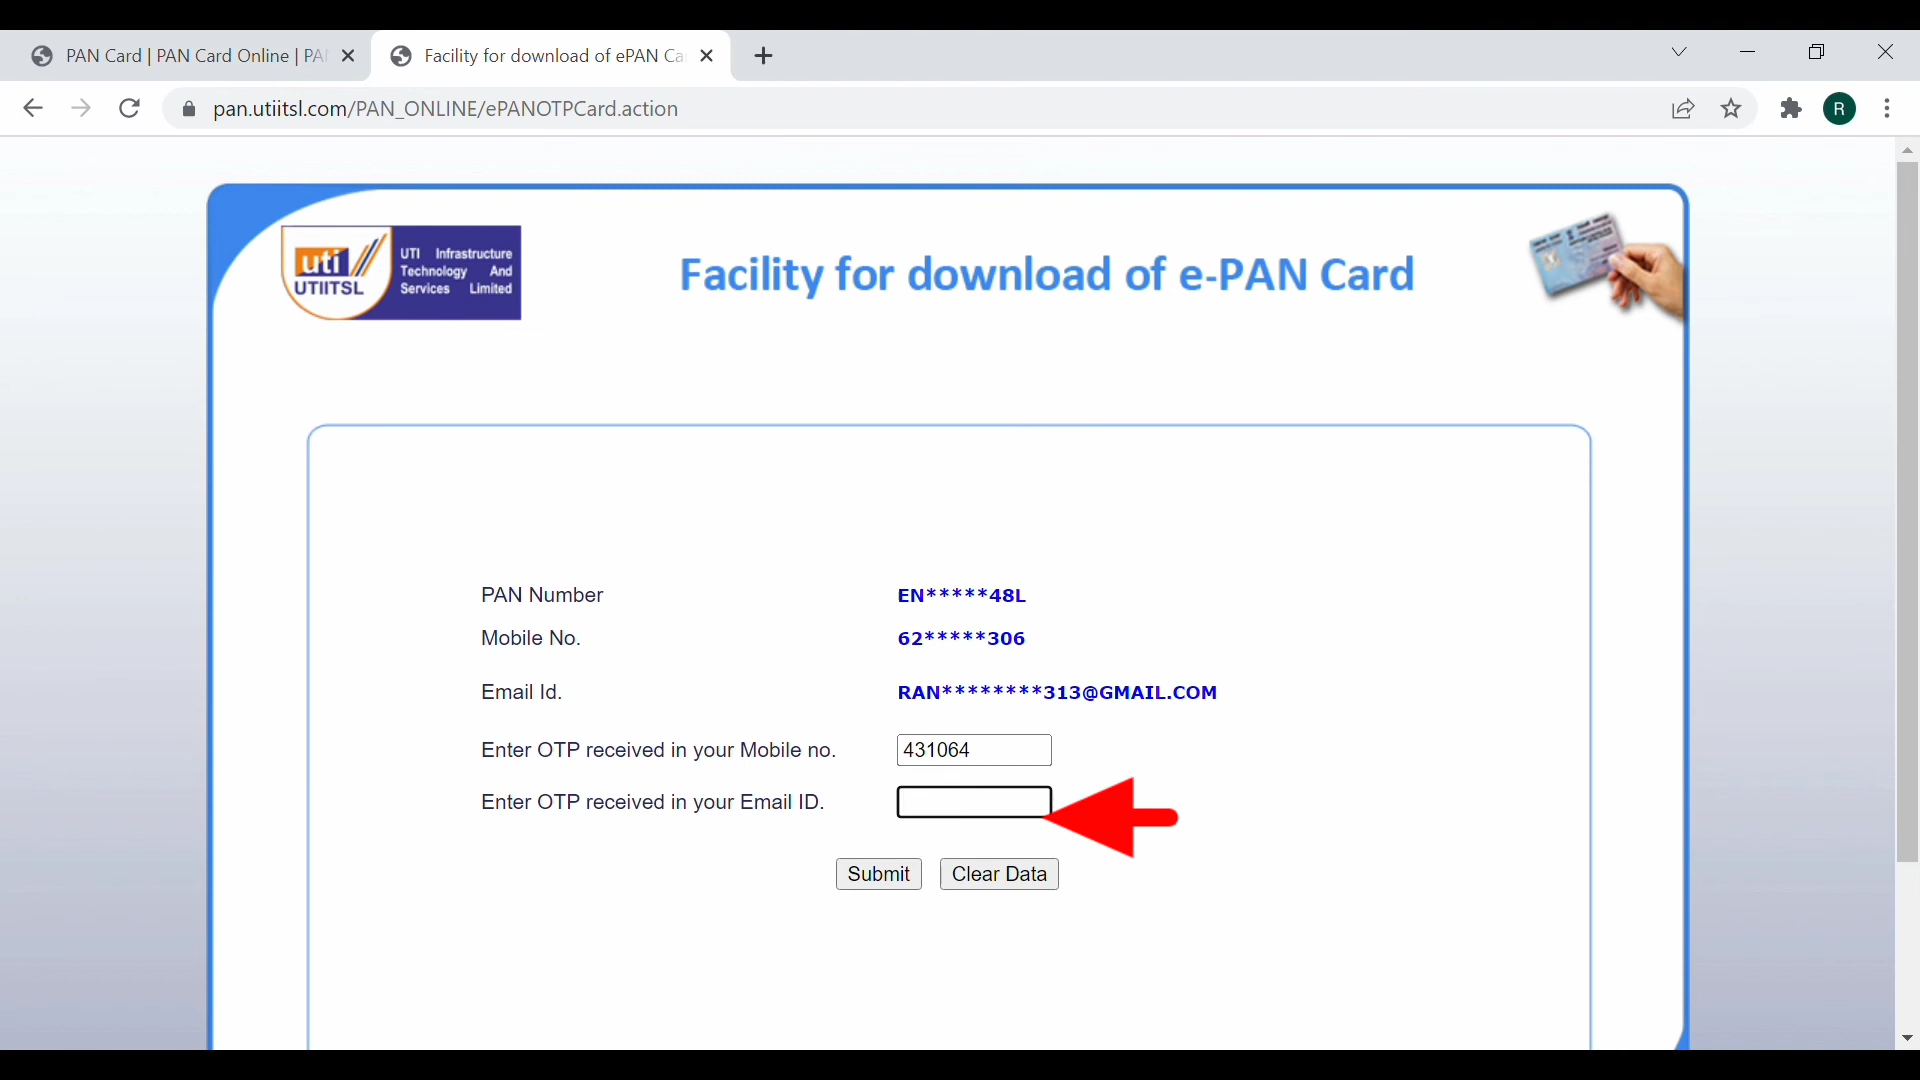 PAN Card | PAN Card Online | PA
Facility for download of ePAN Ca
pan.utiitsl.com/PAN_ONLINE/ePANOTPCard.action
R
uti
UTIITSL
UTI Infrastructure
Technology And
Services Limited
Facility for download of e-PAN Card
PAN Number EN*****48L
Mobile No. 62*****306
Email Id. RAN********313@GMAIL.COM
Enter OTP received in your Mobile no. 431064
Enter OTP received in your Email ID.
Submit Clear Data